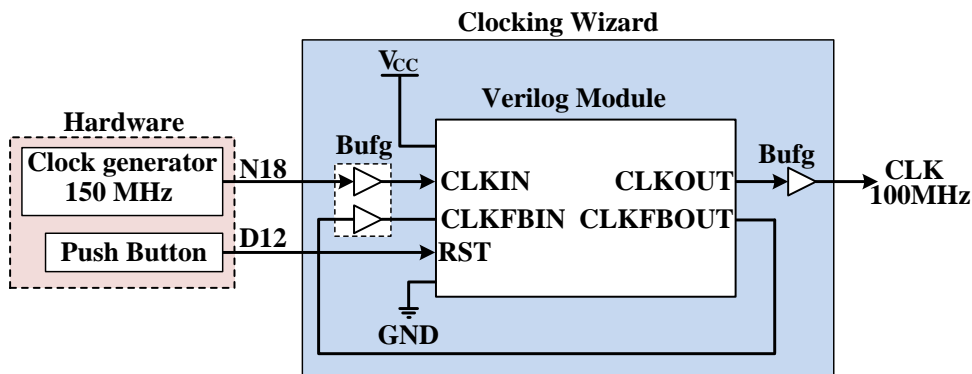 Clocking Wizard
VCC
Verilog Module
Hardware
Clock generator
150 MHz
N18
Bufg
CLKIN
CLKOUT
Bufg
CLK
100MHz
CLKFBIN
CLKFBOUT
Push Button
D12
RST
GND